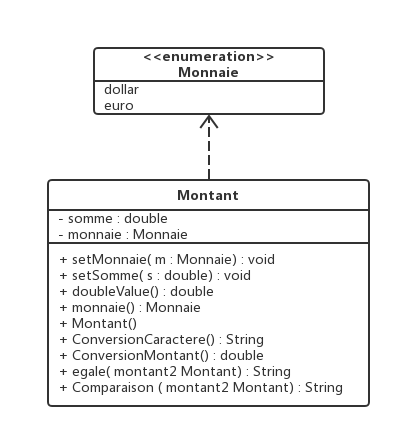 <<enumeration>>
Monnaie
dollar
euro
Montant
- somme : double
- monnaie : Monnaie
+ setMonnaie( m : Monnaie) : void
+ setSomme( s : double) : void
+ doubleValue() : double
+ monnaie() : Monnaie
+ Montant()
+ ConversionCaractere() : String
+ ConversionMontant() : double
+ egale( montant2 Montant) : String
+ Comparaison ( montant2 Montant) : String